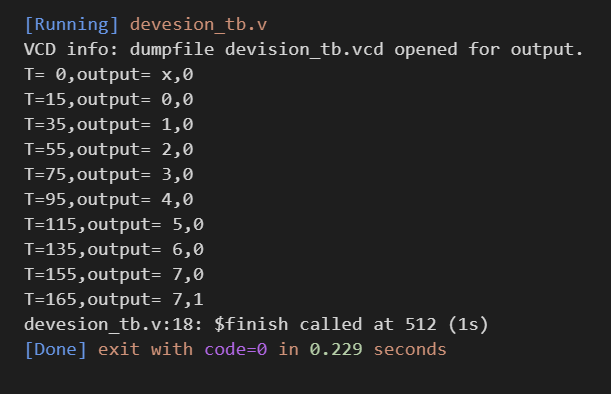 [Running] devesion_tb.v
VCD info: dumpfile devision_tb.vcd opened for output.
T= 0,output= x,0
T=15,output= 0,0
T=35,output= 1,0
T=55,output= 2,0
T=75,output= 3,0
T=95,output= 4,0
T=115,output= 5,0
T=135,output= 6,0
T=155,output= 7,0
T=165,output= 7,1
devesion_tb.v:18: $finish called at 512 (1s)
[Done] exit with code=0 in 0.229 seconds